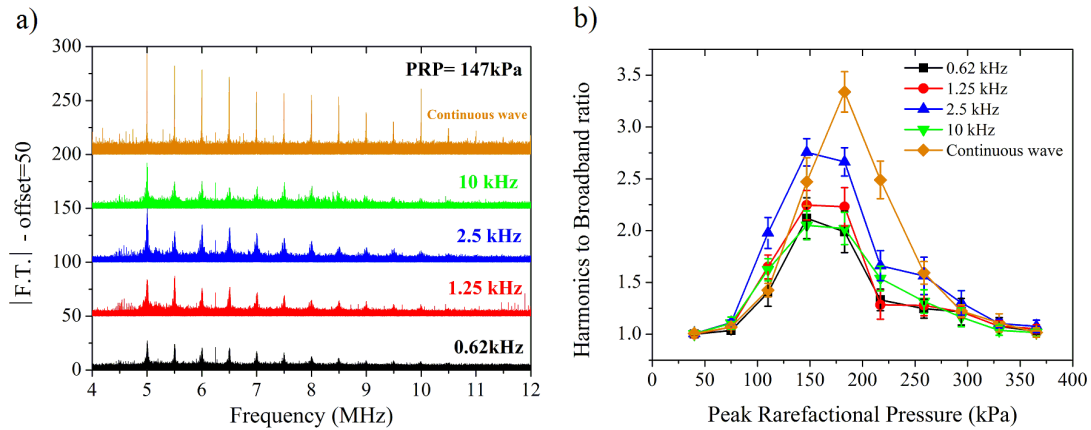 a)
|F.T.| - offset=50
300
250
200
150
100
50
0
PRP= 147kPa
Continuous wave
10 kHz
2.5 kHz
1.25 kHz
0.62kHz
4 5 6 7 8 9 10 11 12
Frequency (MHz)
b)
Harmonics to Broadband ratio
3.5
3.0
2.5
2.0
1.5
1.0
0.62 kHz
1.25 kHz
2.5 kHz
10 kHz
Continuous wave
0 50 100 150 200 250 300 350 400
Peak Rarefactional Pressure (kPa)